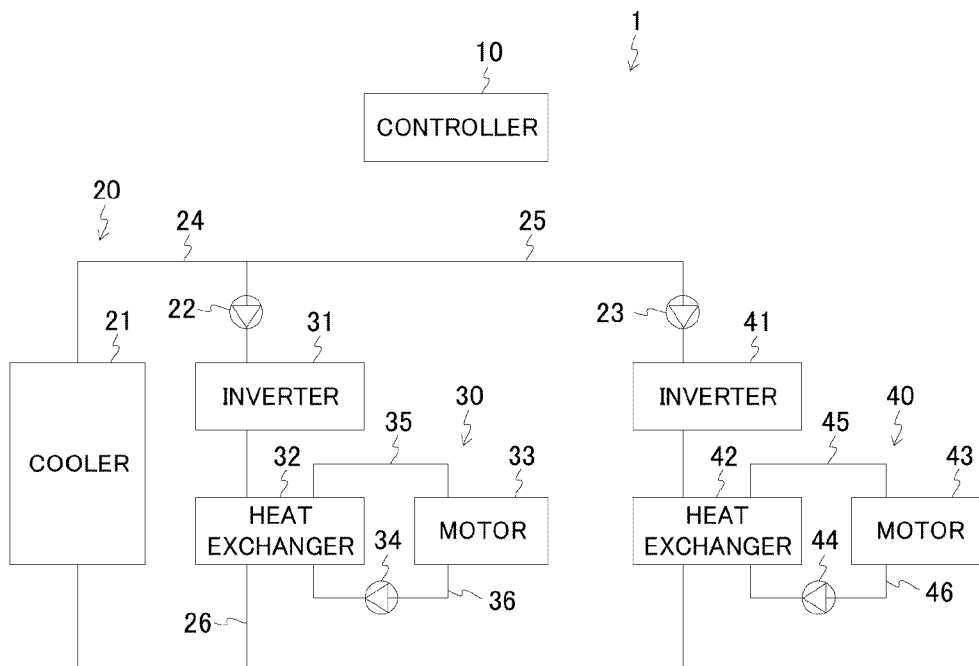 1
10
CONTROLLER
20
24
25
22
23
21
31
41
INVERTER
INVERTER
30
40
35
45
COOLER
32
33
42
43
HEAT
EXCHANGER
MOTOR
HEAT
EXCHANGER
MOTOR
34
44
36
46
26